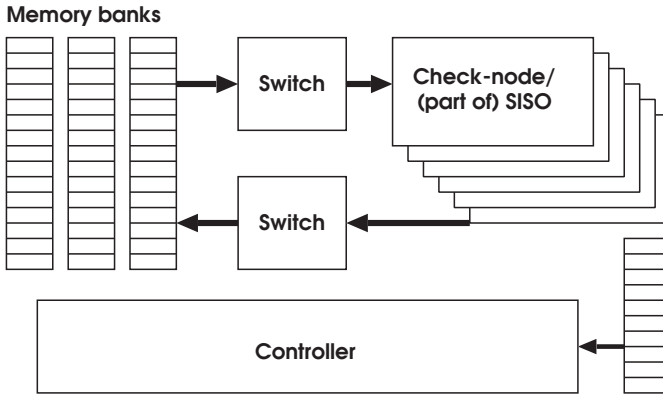 Memory banks
Switch
Check-node/
(part of) SISO
Switch
Controller